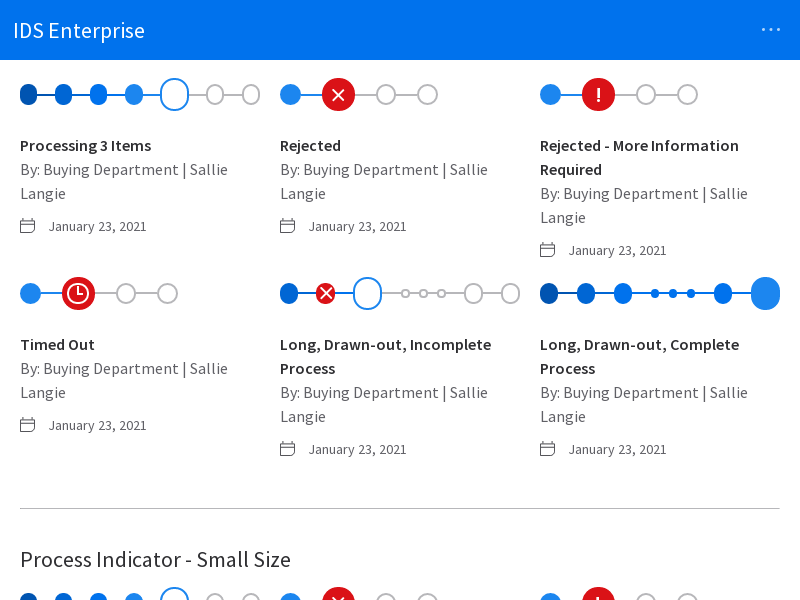 IDS Enterprise
Processing 3 Items
By: Buying Department | Sallie
Langie
January 23, 2021
Rejected
By: Buying Department | Sallie
Langie
January 23, 2021
Rejected - More Information
Required
By: Buying Department | Sallie
Langie
January 23, 2021
Timed Out
By: Buying Department | Sallie
Langie
January 23, 2021
Long, Drawn-out, Incomplete
Process
By: Buying Department | Sallie
Langie
January 23, 2021
Long, Drawn-out, Complete
Process
By: Buying Department | Sallie
Langie
January 23, 2021
Process Indicator - Small Size